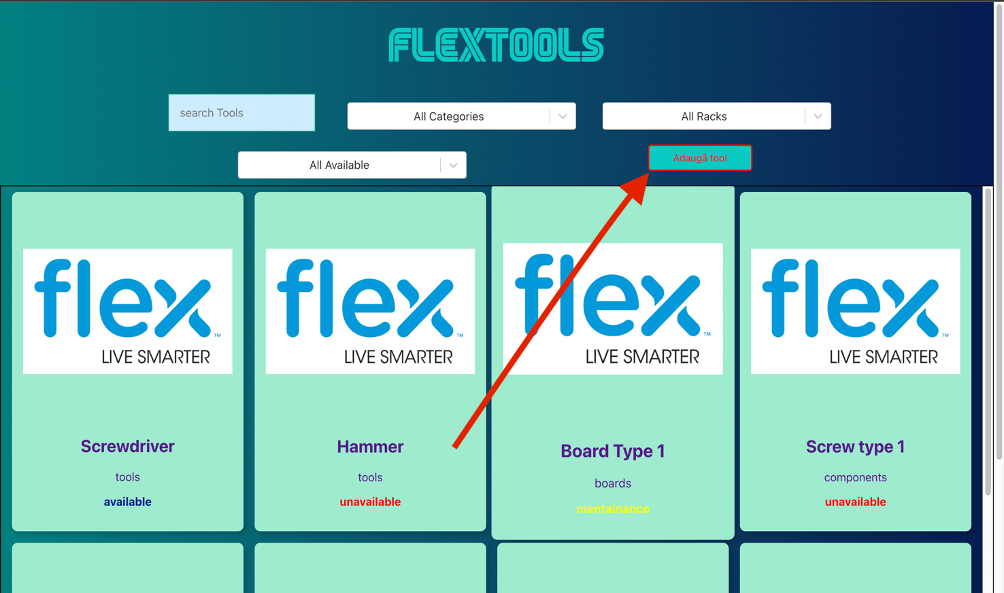 FLEXTOOLS
search Tools
All Categories
All Racks
All Available
Adaugă tool
flex™
LIVE SMARTER
flex™
LIVE SMARTER
flex™
LIVE SMARTER
flex™
LIVE SMARTER
Screwdriver
tools
available
Hammer
tools
unavailable
Board Type 1
boards
mentainance
Screw type 1
components
unavailable